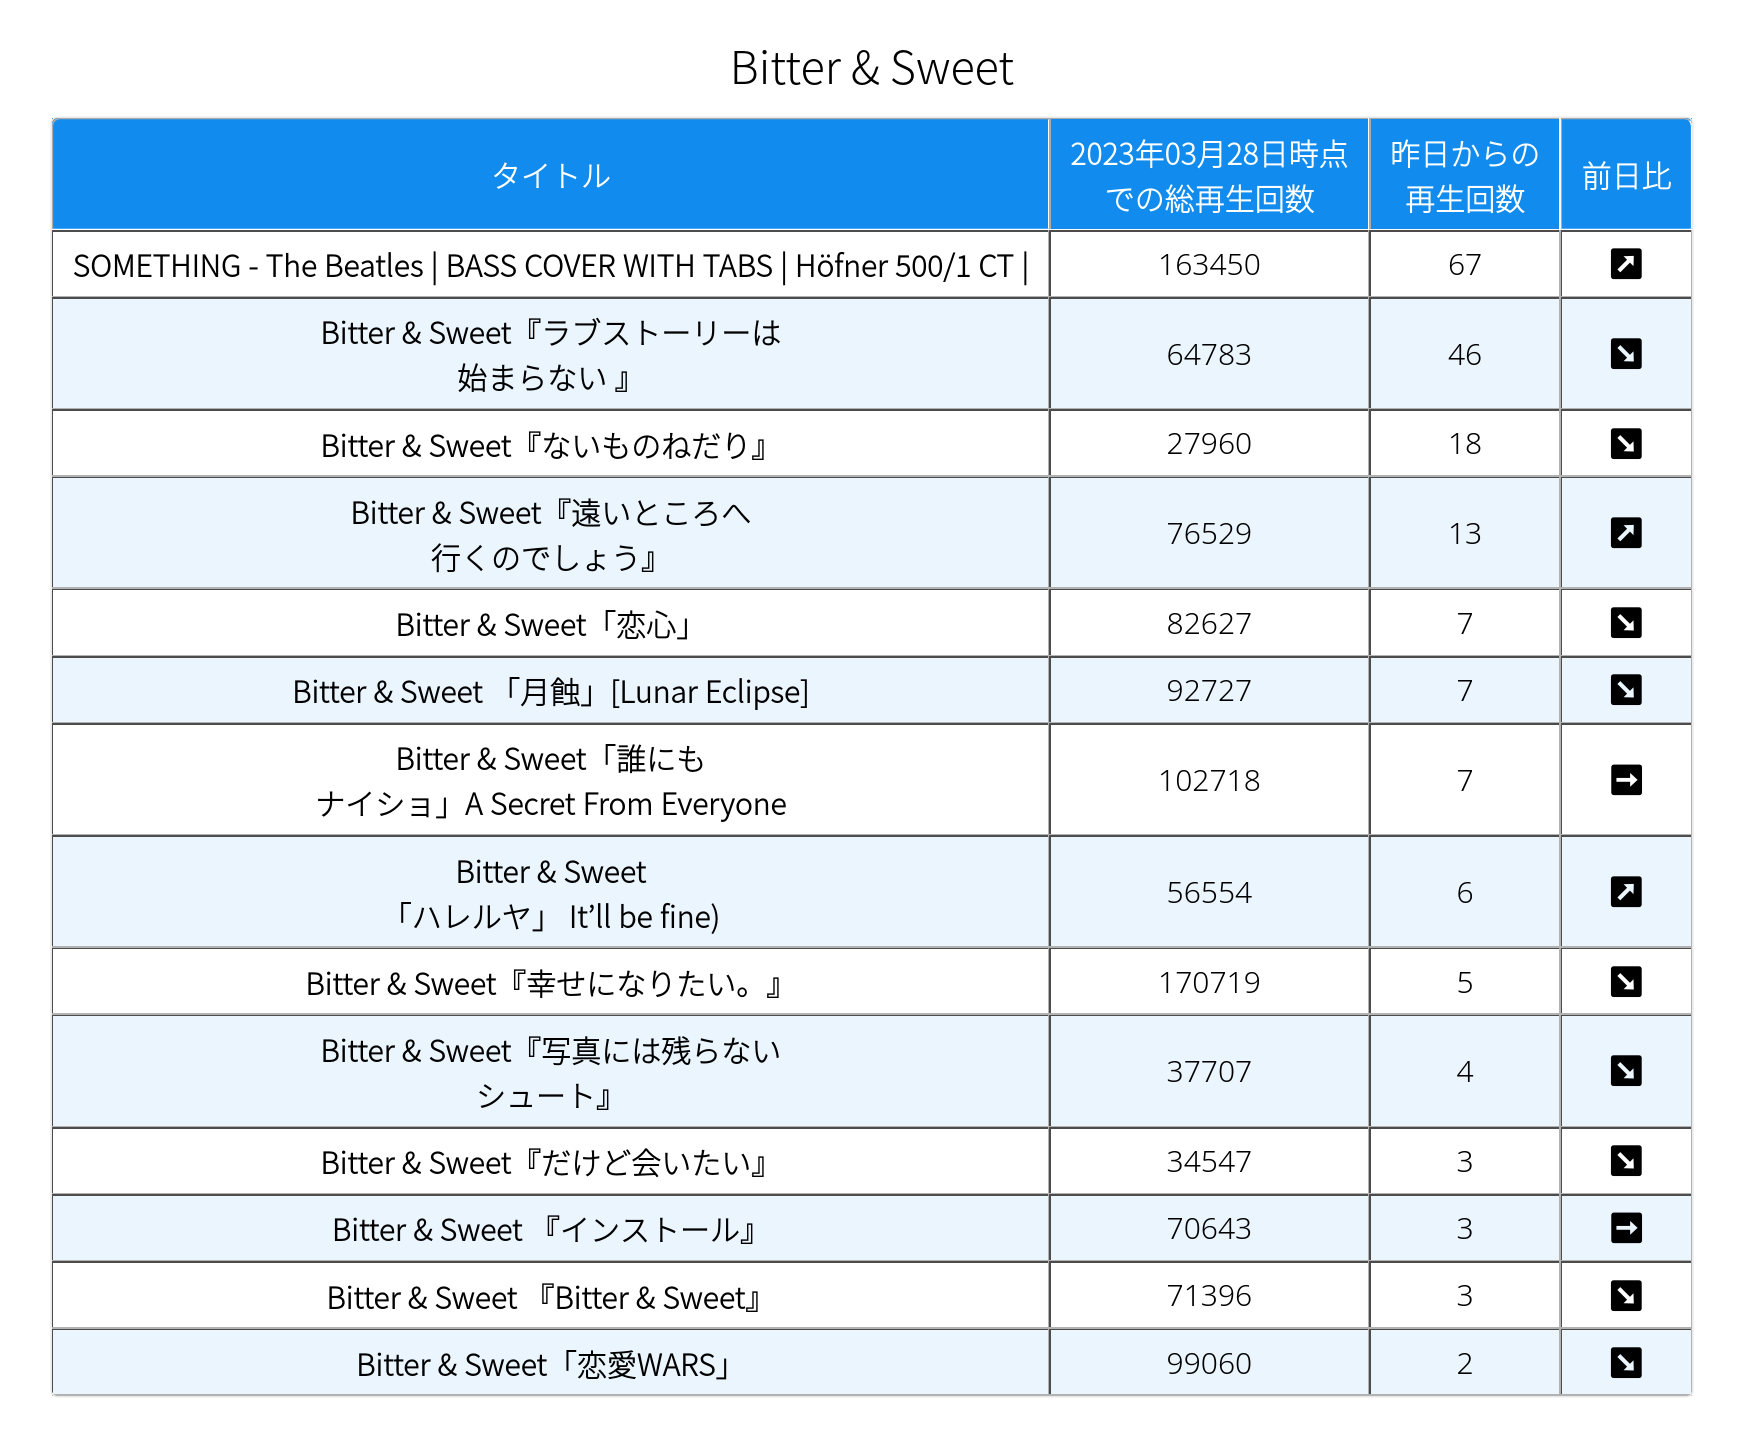 Bitter & Sweet
タイトル
2023年03月28日時点
での総再生回数
昨日からの
再生回数
前日比
SOMETHING - The Beatles | BASS COVER WITH TABS | Höfner 500/1 CT |
163450
67
Bitter & Sweet『ラブストーリーは
始まらない 』
64783
46
Bitter & Sweet『ないものねだり』
27960
18
Bitter & Sweet『遠いところへ
行くのでしょう』
76529
13
Bitter & Sweet「恋心」
82627
7
Bitter & Sweet 「月蝕」[Lunar Eclipse]
92727
7
Bitter & Sweet「誰にも
ナイショ」A Secret From Everyone
102718
7
Bitter & Sweet
「ハレルヤ」 It’ll be fine)
56554
6
Bitter & Sweet『幸せになりたい。』
170719
5
Bitter & Sweet『写真には残らない
シュート』
37707
4
Bitter & Sweet『だけど会いたい』
34547
3
Bitter & Sweet 『インストール』
70643
3
Bitter & Sweet 『Bitter & Sweet』
71396
3
Bitter & Sweet「恋愛WARS」
99060
2